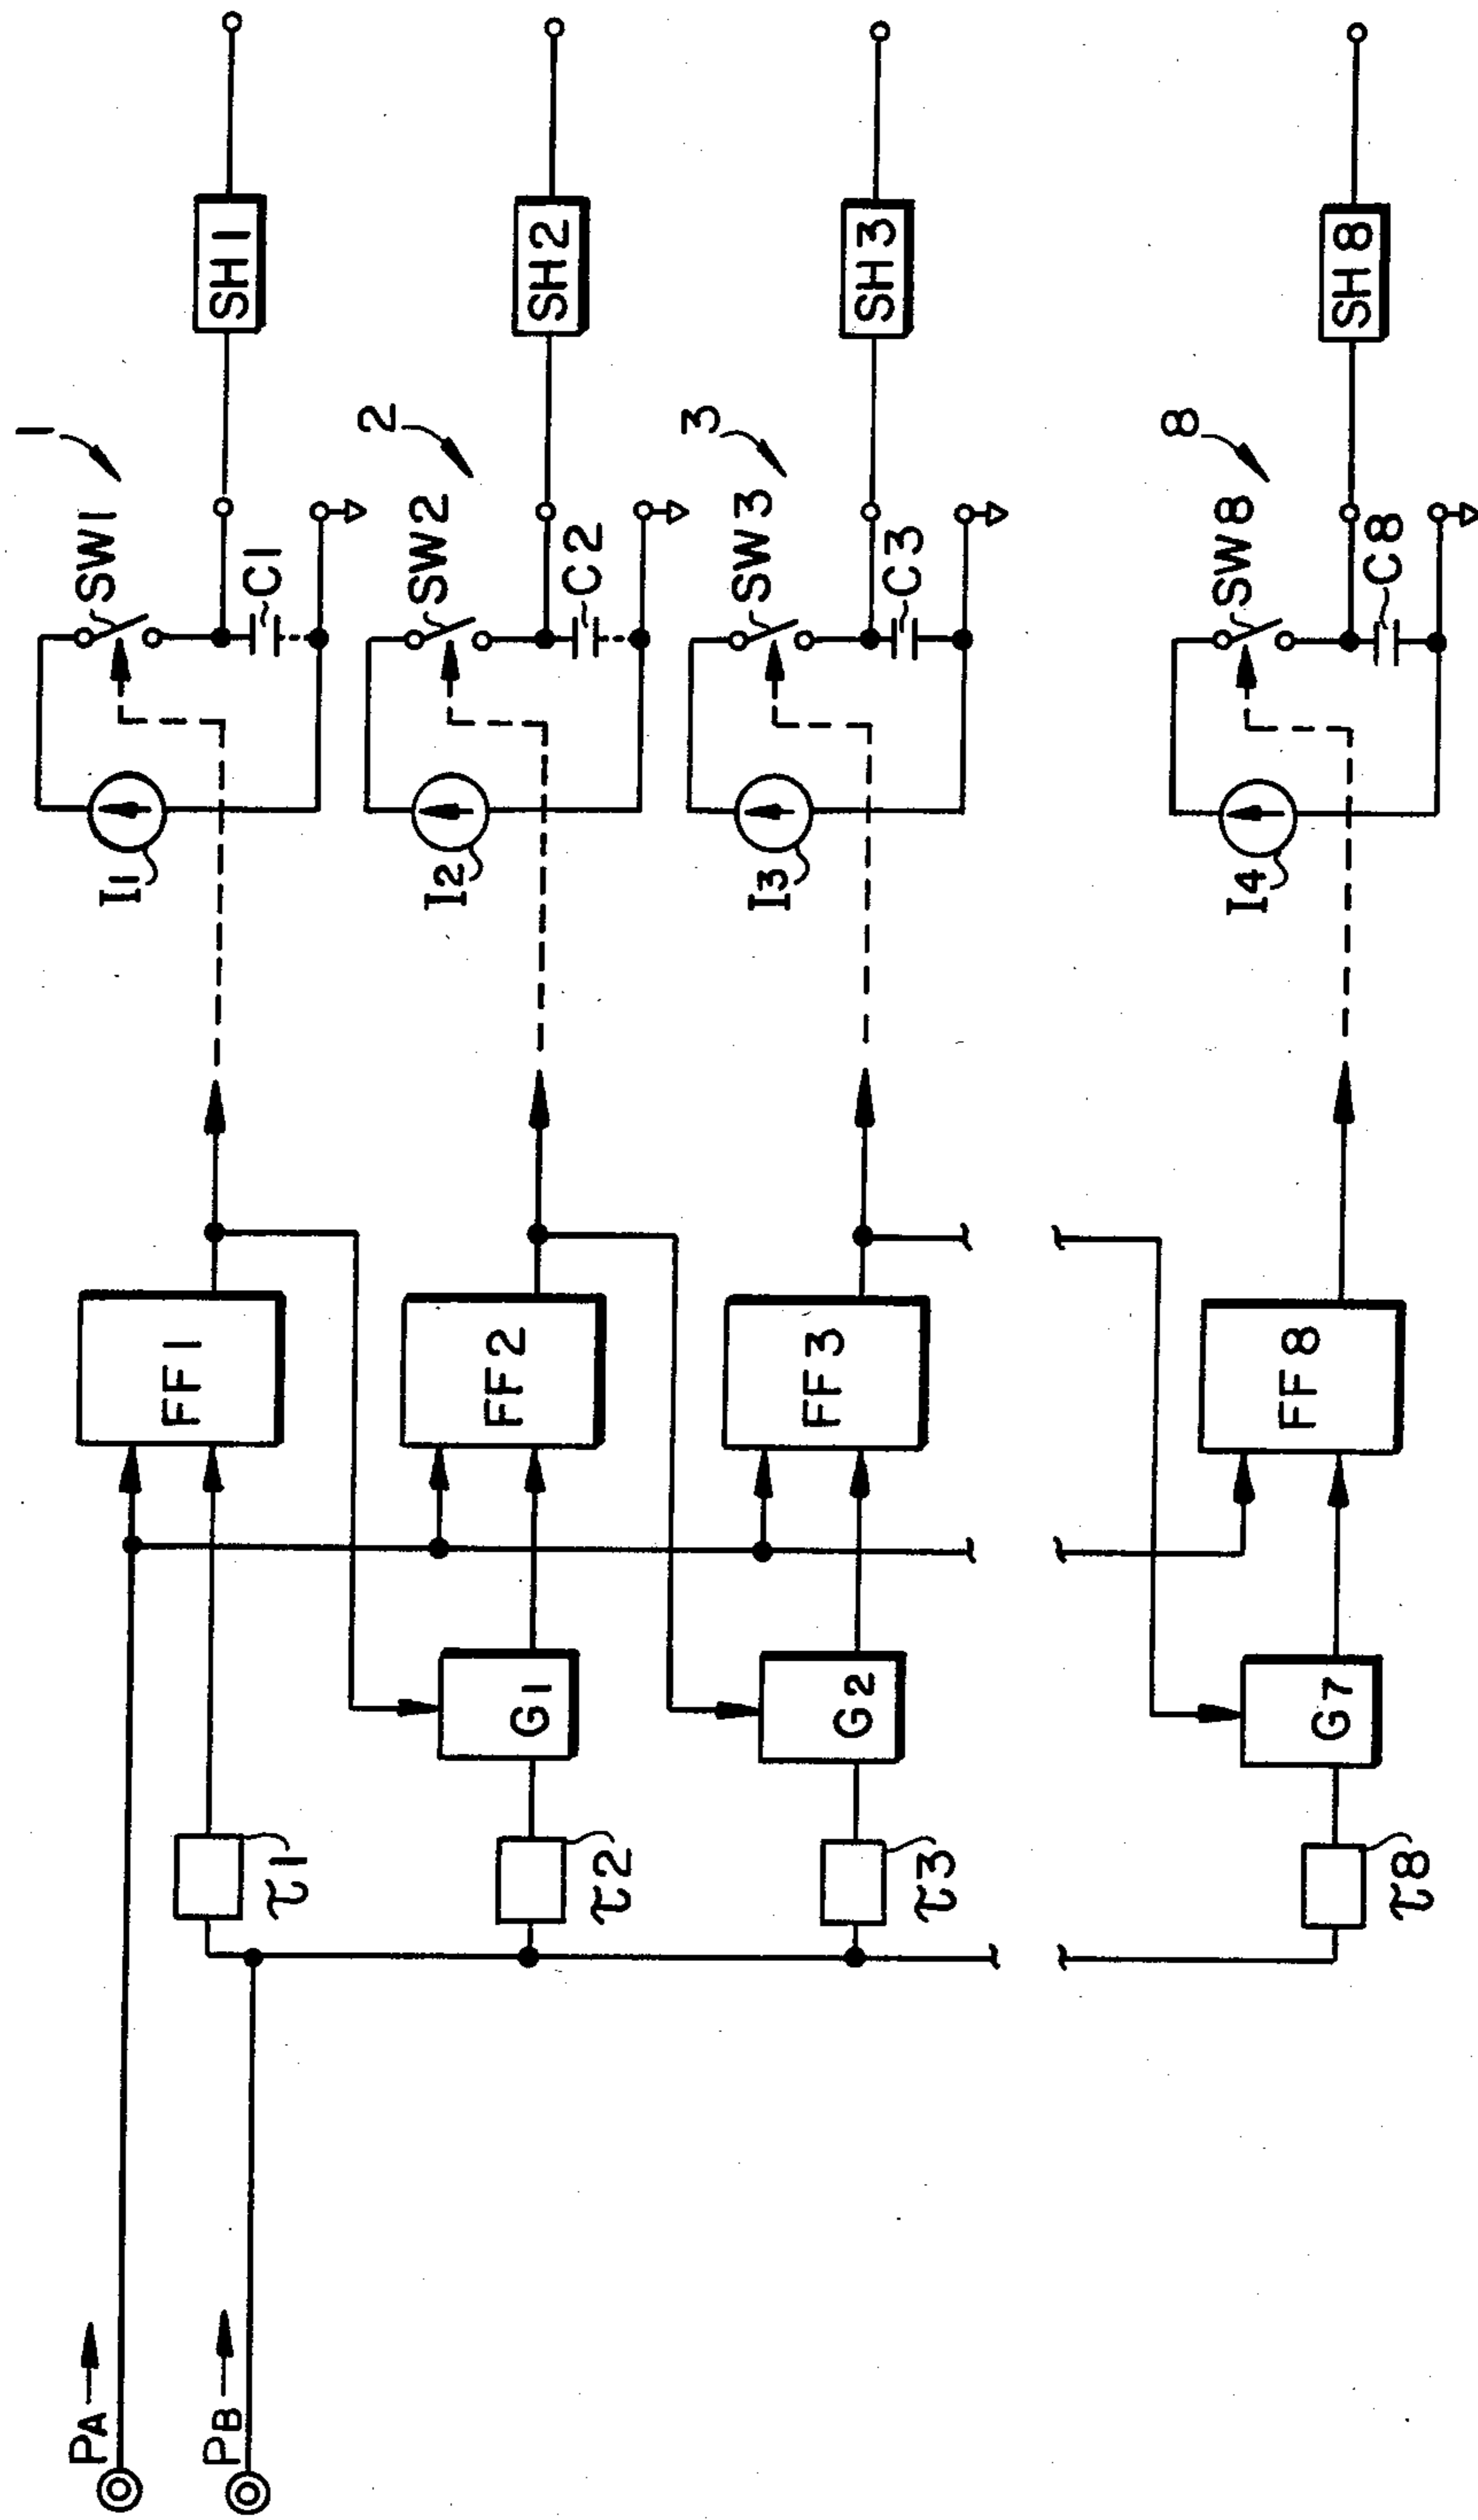 PA
PB
τ1
τ2
τ3
τ8
G1
G2
G7
FF1
FF2
FF3
FF8
I1
I2
I3
I4
SW1
SW2
SW3
SW8
C1
C2
C3
C8
1
2
3
8
SH1
SH2
SH3
SH8